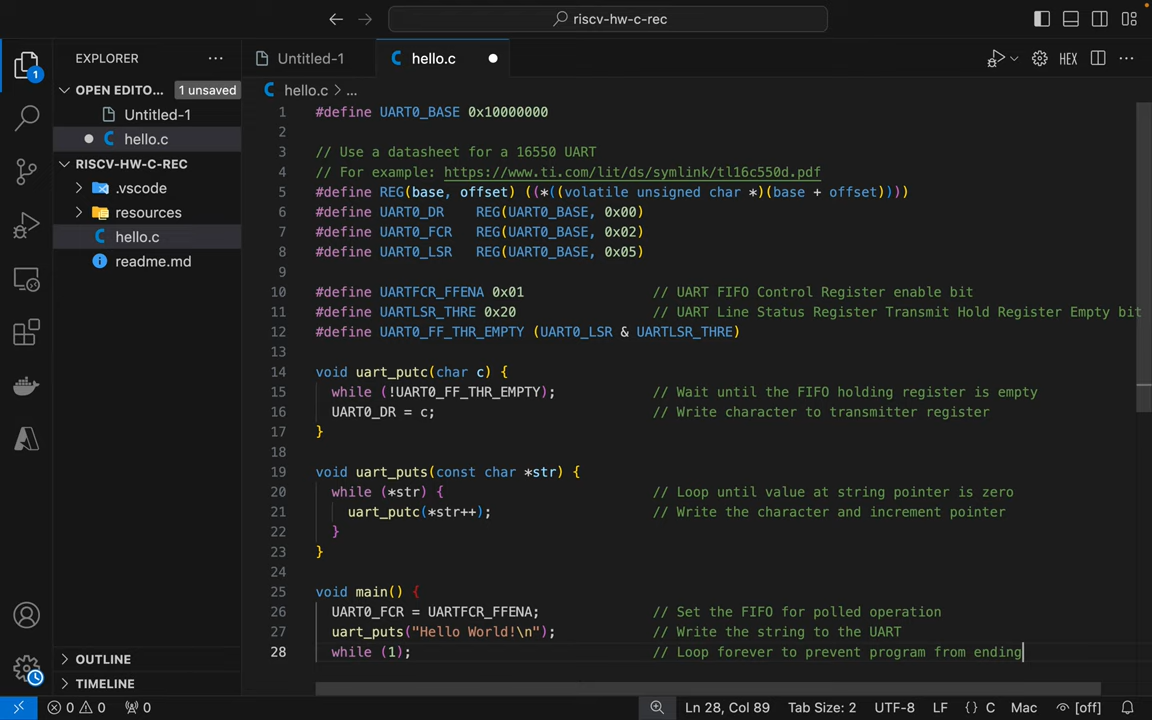 riscv-hw-c-rec
EXPLORER
Untitled-1
hello.c
HEX
OPEN EDITO...
1 unsaved
hello.c > ...
Untitled-1
hello.c
RISCV-HW-C-REC
.vscode
resources
hello.c
readme.md
1 #define UART0_BASE 0x10000000
2
3 // Use a datasheet for a 16550 UART
4 // For example: https://www.ti.com/lit/ds/symlink/tl16c550d.pdf
5 #define REG(base, offset) ((*((volatile unsigned char *)(base + offset))))
6 #define UART0_DR    REG(UART0_BASE, 0x00)
7 #define UART0_FCR   REG(UART0_BASE, 0x02)
8 #define UART0_LSR   REG(UART0_BASE, 0x05)
9
10 #define UARTFCR_FFENA 0x01                // UART FIFO Control Register enable bit
11 #define UARTLSR_THRE 0x20                 // UART Line Status Register Transmit Hold Register Empty bit
12 #define UART0_FF_THR_EMPTY (UART0_LSR & UARTLSR_THRE)
13
14 void uart_putc(char c) {
15   while (!UART0_FF_THR_EMPTY);            // Wait until the FIFO holding register is empty
16   UART0_DR = c;                           // Write character to transmitter register
17 }
18
19 void uart_puts(const char *str) {
20   while (*str) {                          // Loop until value at string pointer is zero
21     uart_putc(*str++);                    // Write the character and increment pointer
22   }
23 }
24
25 void main() {
26   UART0_FCR = UARTFCR_FFENA;              // Set the FIFO for polled operation
27   uart_puts("Hello World!\n");            // Write the string to the UART
28   while (1);                              // Loop forever to prevent program from ending
1
OUTLINE
TIMELINE
0 0 0
Ln 28, Col 89
Tab Size: 2
UTF-8
LF
{} C
Mac
[off]